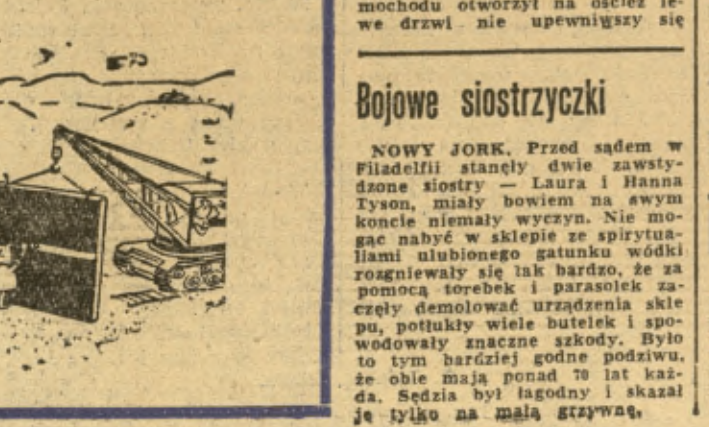 mochodu otworzył na oścież le-
we drzwi nie upewniwszy się
Bojowe siostrzyczki
NOWY JORK. Przed sądem w
Filadelfii stanęły dwie zawsty-
dzone siostry — Laura i Hanna
Tyson, miały bowiem na swym
koncie niemały wyczyn. Nie mo-
gąc nabyć w sklepie ze spirytua-
liami ulubionego gatunku wódki
rozgniewały się tak bardzo, że za
pomocą torebek i parasolek za-
częły demolować urządzenia skle
pu, potłukły wiele butelek i spo-
wodowały znaczne szkody. Było
to tym bardziej godne podziwu,
że obie mają ponad 70 lat każ-
da. Sędzia był łagodny i skazał
je tylko na małą grzywnę.